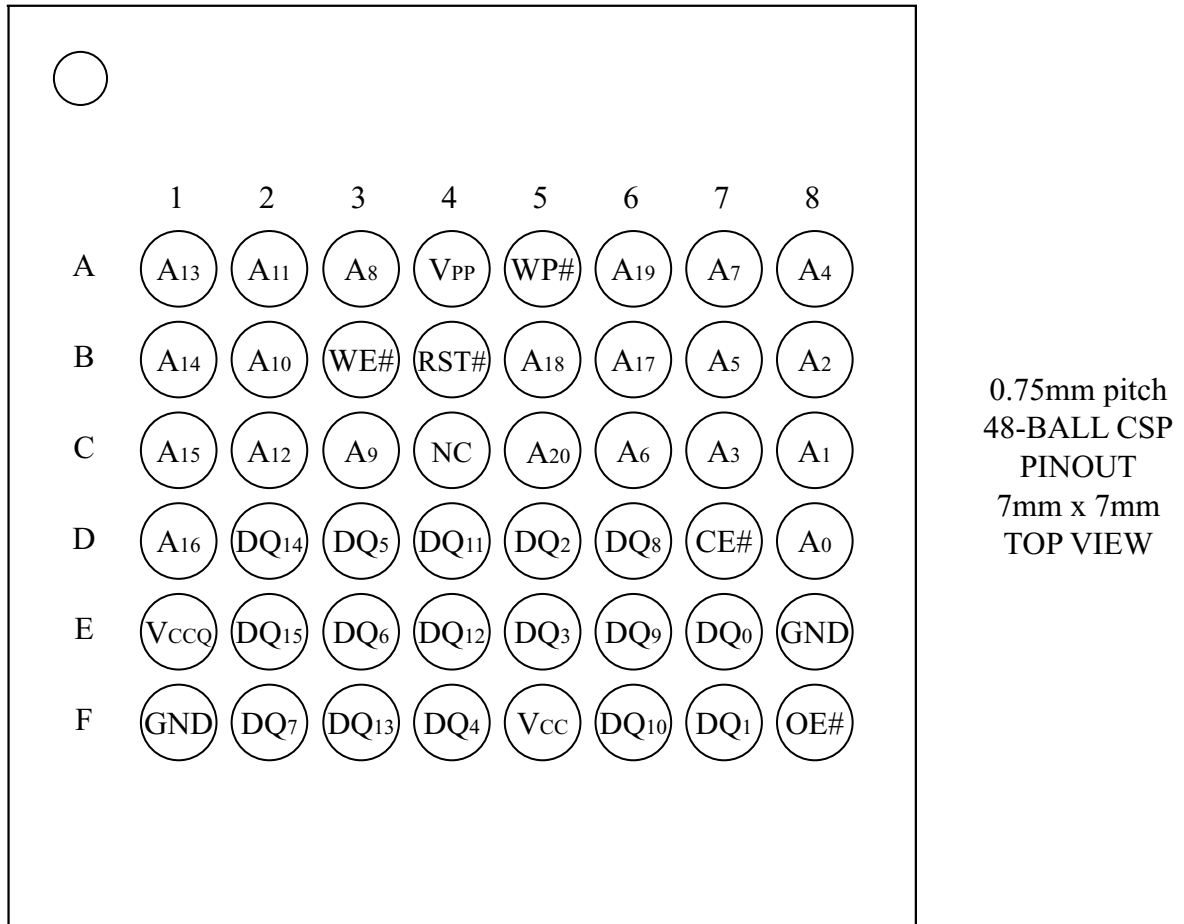 1 2 3 4 5 6 7 8
A A13 A11 A8 VPP WP# A19 A7 A4
B A14 A10 WE# RST# A18 A17 A5 A2
C A15 A12 A9 NC A20 A6 A3 A1
D A16 DQ14 DQ5 DQ11 DQ2 DQ8 CE# A0
E VCCQ DQ15 DQ6 DQ12 DQ3 DQ9 DQ0 GND
F GND DQ7 DQ13 DQ4 VCC DQ10 DQ1 OE#
0.75mm pitch
48-BALL CSP
PINOUT
7mm x 7mm
TOP VIEW